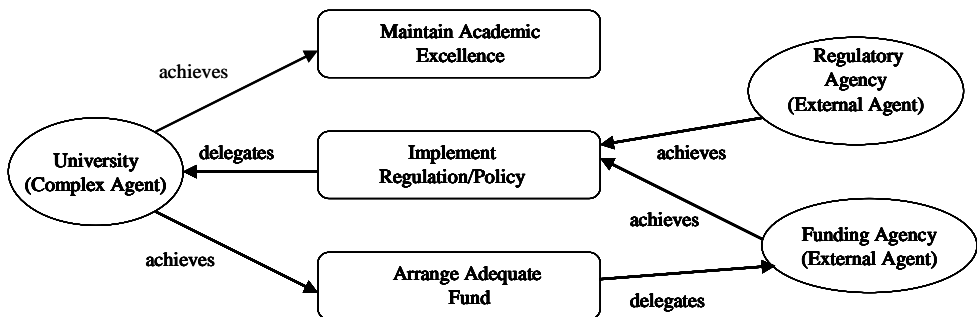 Maintain Academic
Excellence
achieves
Regulatory
Agency
(External Agent)
University
(Complex Agent)
delegates
Implement
Regulation/Policy
achieves
achieves
achieves
Arrange Adequate
Fund
delegates
Funding Agency
(External Agent)